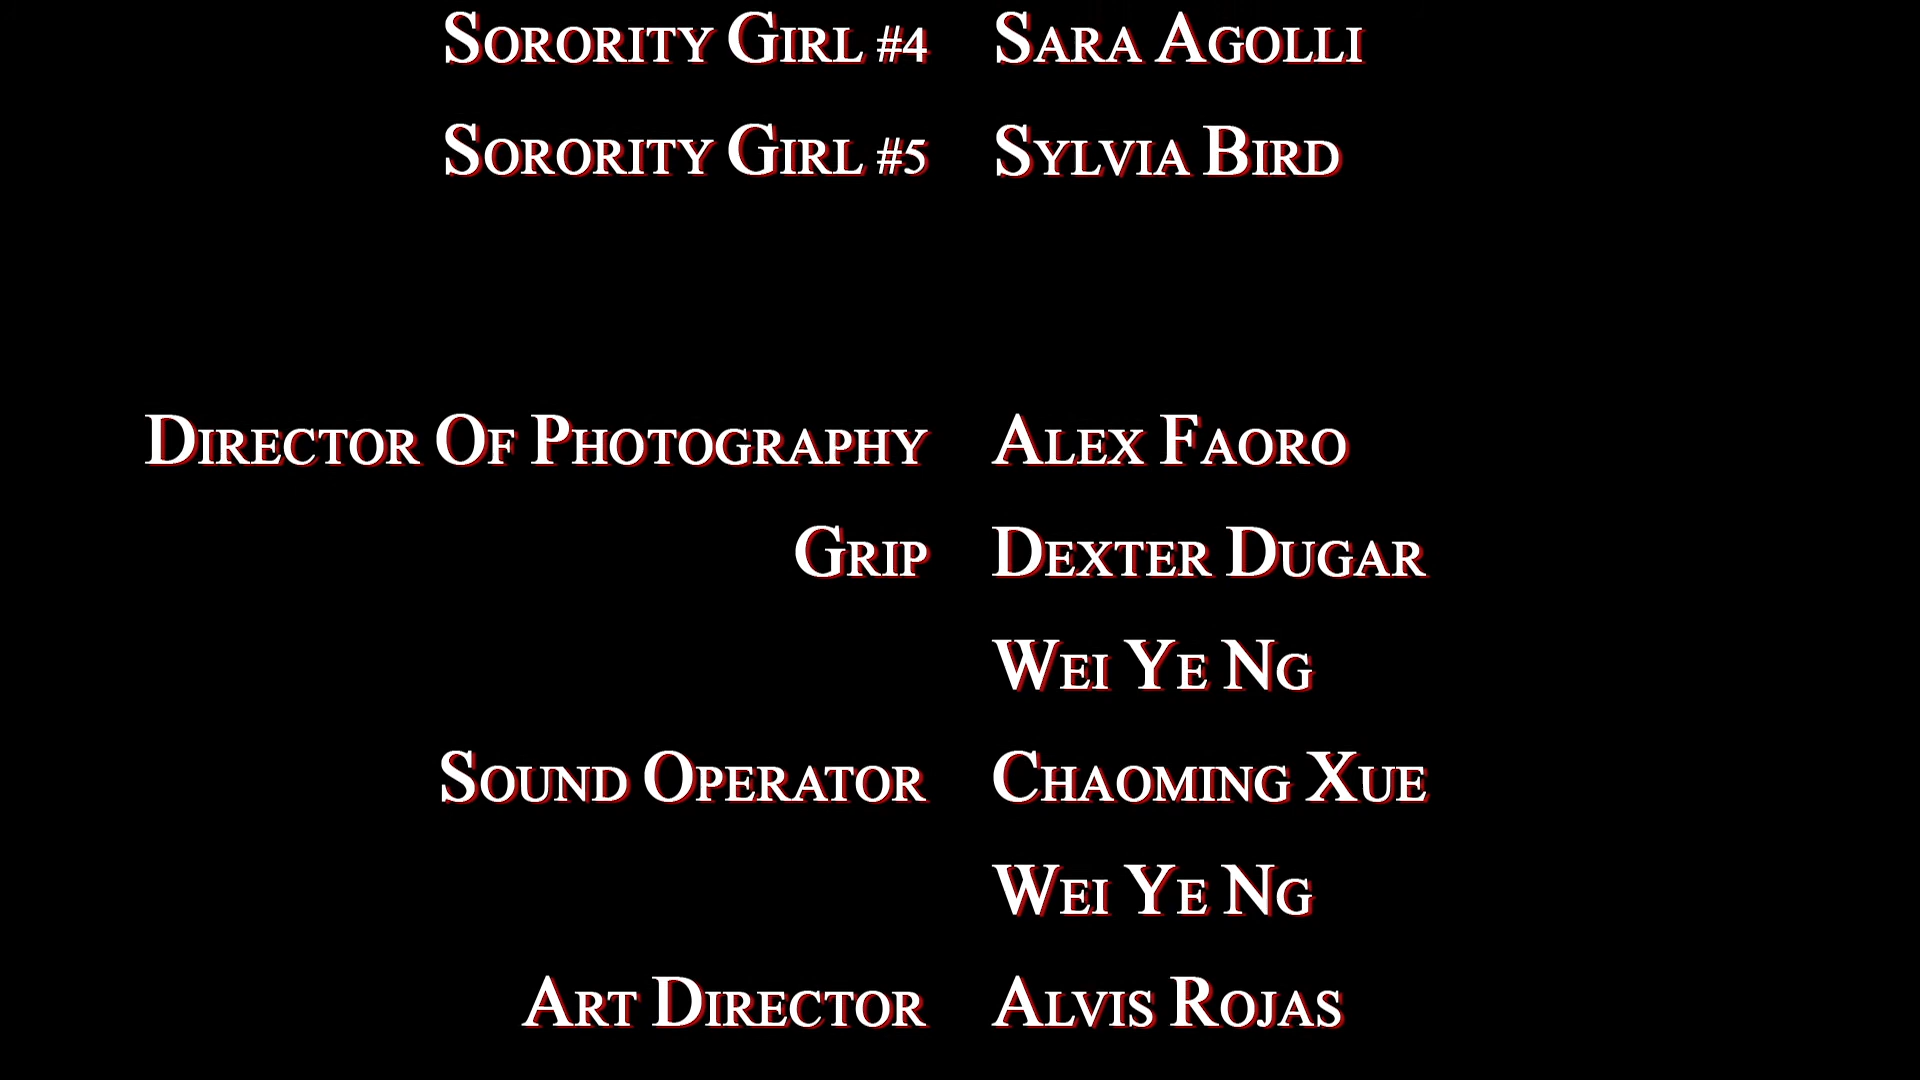 Sorority Girl #4 Sara Agolli
Sorority Girl #5 Sylvia Bird
Director Of Photography Alex Faoro
Grip Dexter Dugar
Wei Ye Ng
Sound Operator Chaoming Xue
Wei Ye Ng
Art Director Alvis Rojas